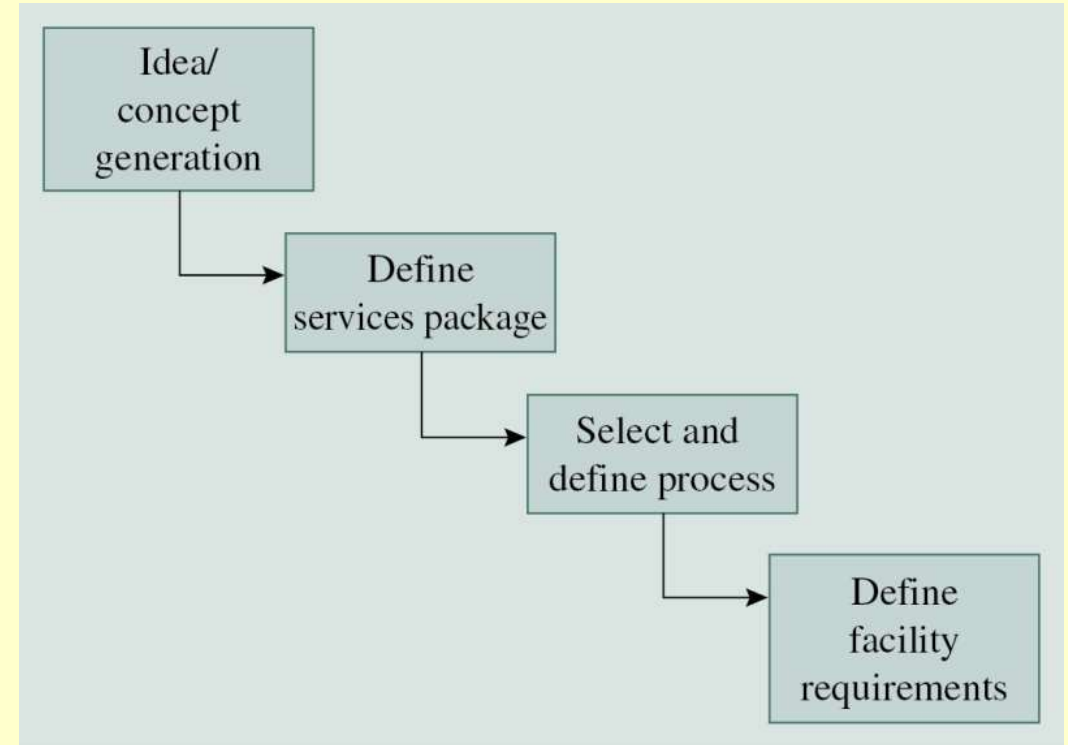 Idea/
concept
generation
Define
services package
Select and
define process
Define
facility
requirements